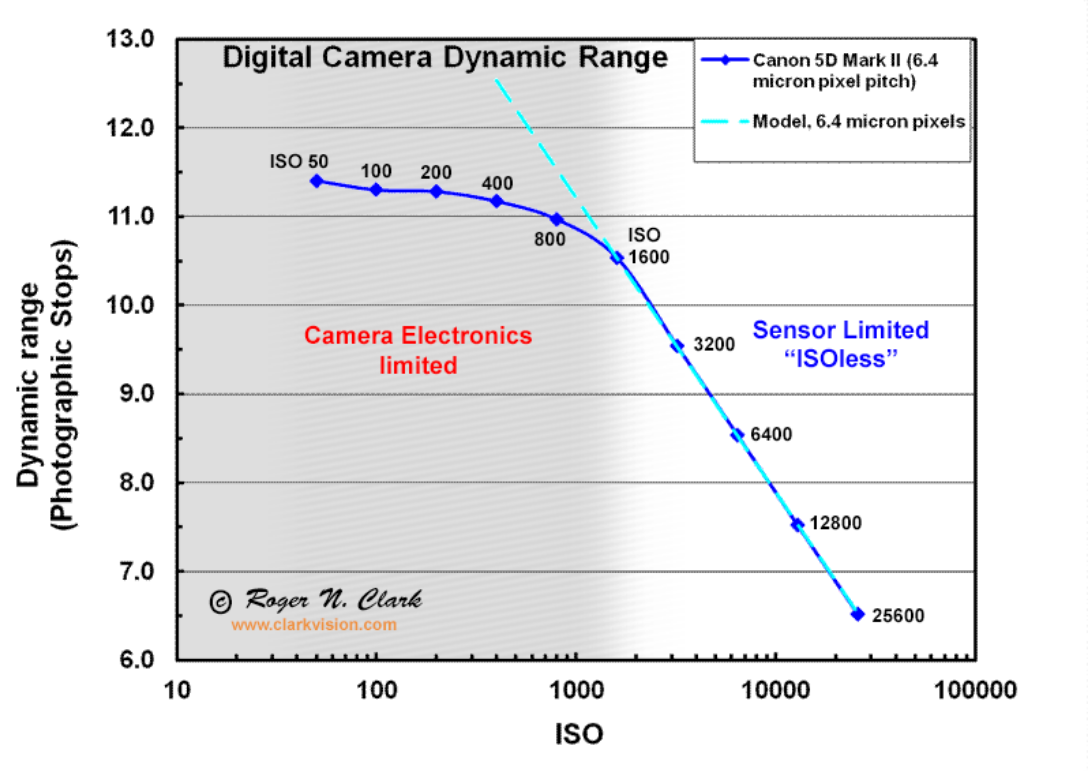 Digital Camera Dynamic Range
Canon 5D Mark II (6.4
micron pixel pitch)
Model, 6.4 micron pixels
13.0
12.0
11.0
10.0
9.0
8.0
7.0
6.0
Dynamic range
(Photographic Stops)
ISO 50
100
200
400
800
ISO
1600
3200
6400
12800
25600
Camera Electronics
limited
Sensor Limited
“ISOless”
© Roger N. Clark
www.clarkvision.com
10
100
1000
10000
100000
ISO